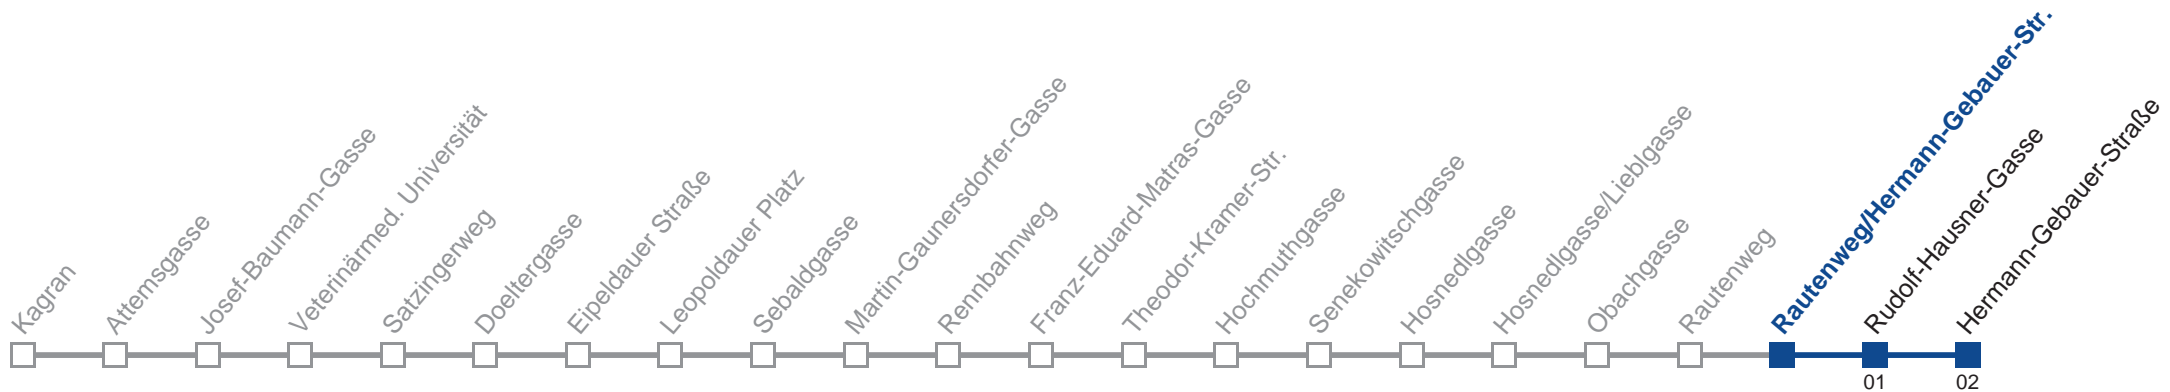 Kagran
Attemsgasse
Josef-Baumann-Gasse
Veterinärmed. Universität
Satzingerweg
Doeltergasse
Eipeldauer Straße
Leopoldauer Platz
Sebaldgasse
Martin-Gaunersdorfer-Gasse
Rennbahnweg
Franz-Eduard-Matras-Gasse
Theodor-Kramer-Str.
Hochmuthgasse
Senekowitschgasse
Hosnedlgasse
Hosnedlgasse/Lieblgasse
Obachgasse
Rautenweg
Rautenweg/Hermann-Gebauer-Str.
Rudolf-Hausner-Gasse
Hermann-Gebauer-Straße
01
02